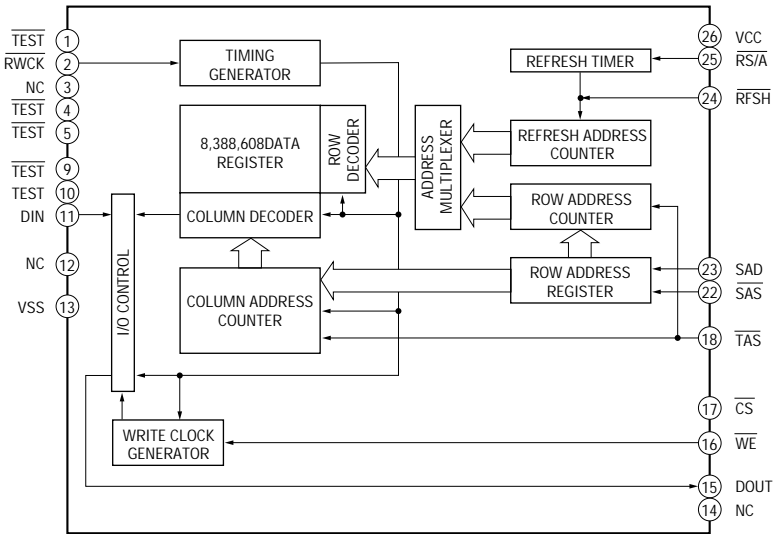 TEST 1
RWCK 2
NC 3
TEST 4
TEST 5
TEST 9
TEST 10
DIN 11
NC 12
VSS 13
TIMING
GENERATOR
8,388,608DATA
REGISTER
ROW
DECODER
COLUMN DECODER
COLUMN ADDRESS
COUNTER
I/O CONTROL
WRITE CLOCK
GENERATOR
ADDRESS
MULTIPLEXER
REFRESH TIMER
REFRESH ADDRESS
COUNTER
ROW ADDRESS
COUNTER
ROW ADDRESS
REGISTER
26 VCC
25 RS/A
24 RFSH
23 SAD
22 SAS
18 TAS
17 CS
16 WE
15 DOUT
14 NC